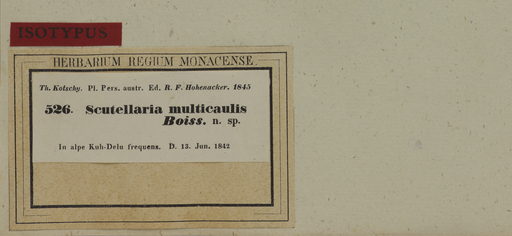 ISOTYPUS
HERBARIUM REGIUM MONACENSE.
Th. Kotschy. Pl. Pers. austr. Ed. R. F. Hohenacker. 1845
526. Scutellaria multicaulis
Boiss. n. sp.
In alpe Kuh-Delu frequens. D. 13. Jun. 1842